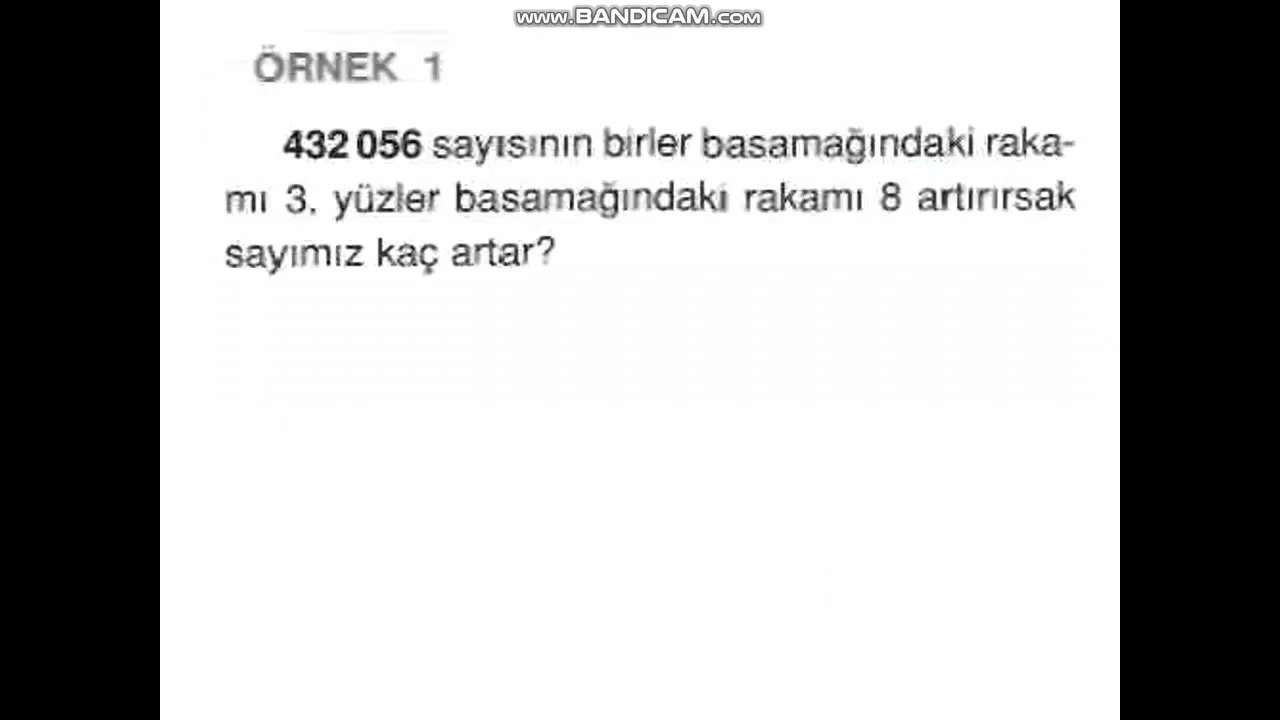 www.BANDICAM.com
ÖRNEK 1
432 056 sayısının birler basamağındaki raka-
mı 3. yüzler basamağındaki rakamı 8 artırırsak
sayımız kaç artar?